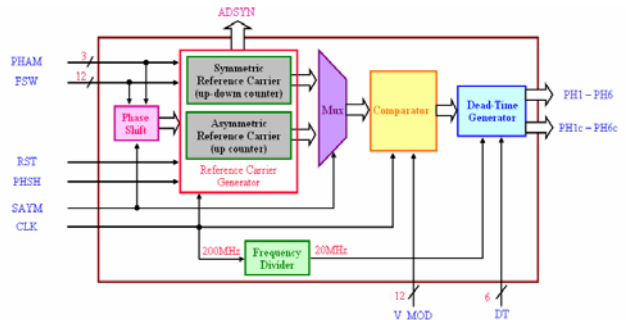 ADSYN
PHAM
3
FSW
12
Symmetric
Reference Carrier
(up-down counter)
Mux
Comparator
Dead-Time
Generator
PH1 – PH6
PH1c – PH6c
Phase
Shift
Asymmetric
Reference Carrier
(up counter)
Reference Carrier
Generator
RST
PHSH
SAYM
CLK
200MHz
Frequency
Divider
20MHz
12
V_MOD
6
DT